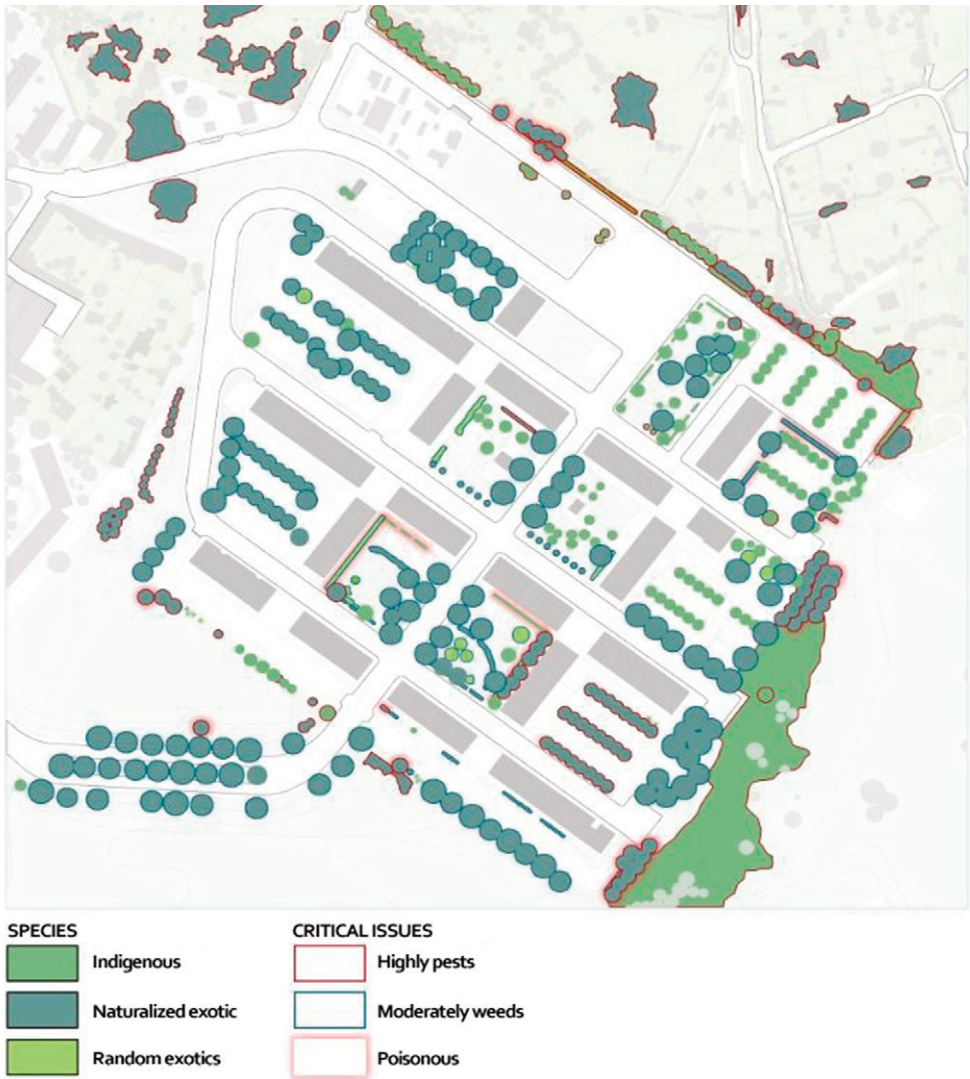 SPECIES
Indigenous
Naturalized exotic
Random exotics
CRITICAL ISSUES
Highly pests
Moderately weeds
Poisonous